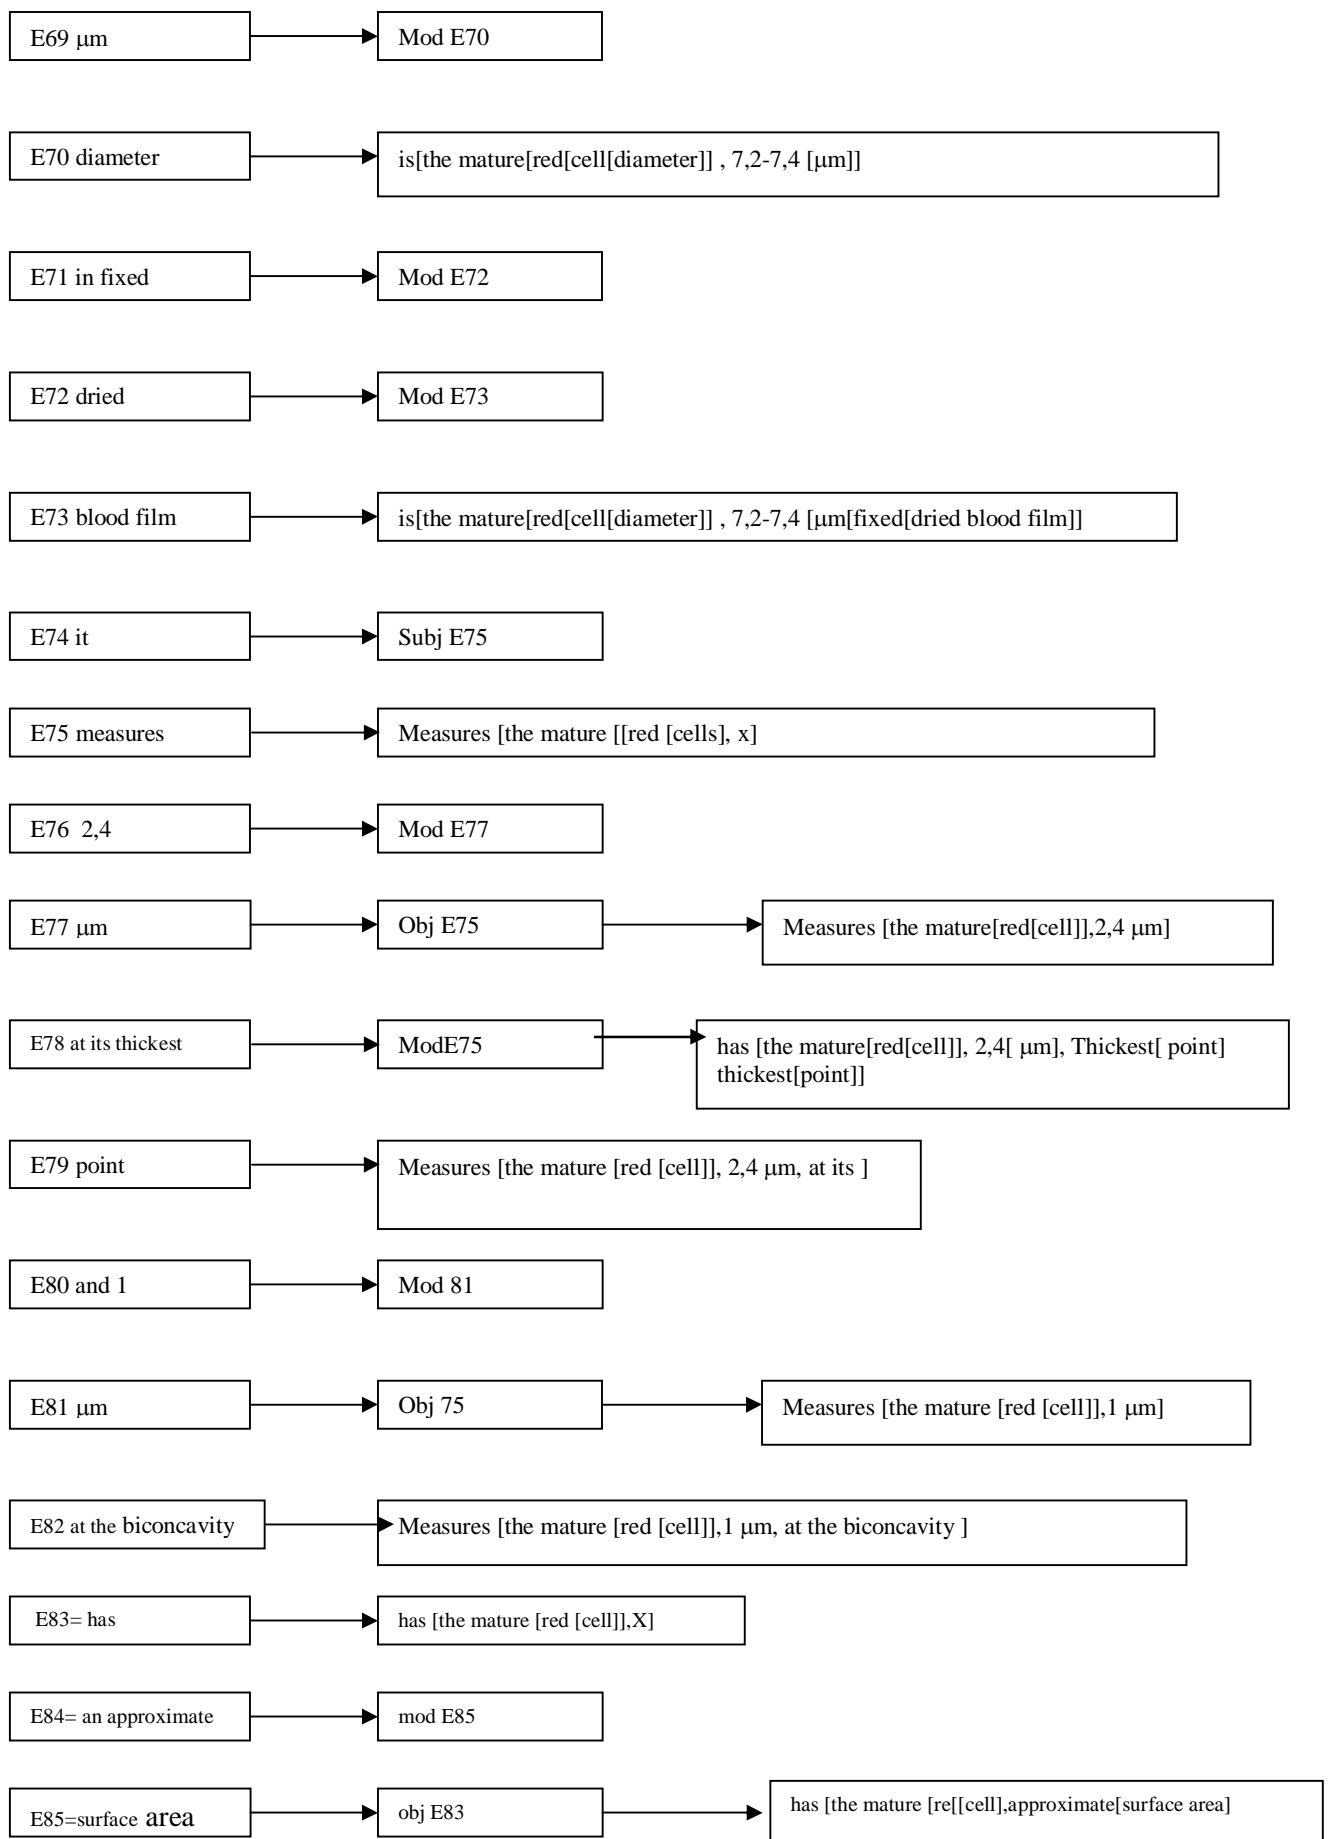 E69 μm
Mod E70
E70 diameter
is[the mature[red[cell[diameter]] , 7,2-7,4 [μm]]
E71 in fixed
Mod E72
E72 dried
Mod E73
E73 blood film
is[the mature[red[cell[diameter]] , 7,2-7,4 [μm[fixed[dried blood film]]
E74 it
Subj E75
E75 measures
Measures [the mature [[red [cells], x]
E76 2,4
Mod E77
E77 μm
Obj E75
Measures [the mature[red[cell]],2,4 μm]
E78 at its thickest
ModE75
has [the mature[red[cell]], 2,4[ μm], Thickest[ point]
thickest[point]]
E79 point
Measures [the mature [red [cell]], 2,4 μm, at its ]
E80 and 1
Mod 81
E81 μm
Obj 75
Measures [the mature [red [cell]],1 μm]
E82 at the biconcavity
Measures [the mature [red [cell]],1 μm, at the biconcavity ]
E83= has
has [the mature [red [cell]],X]
E84= an approximate
mod E85
E85=surface area
obj E83
has [the mature [re[[cell],approximate[surface area]